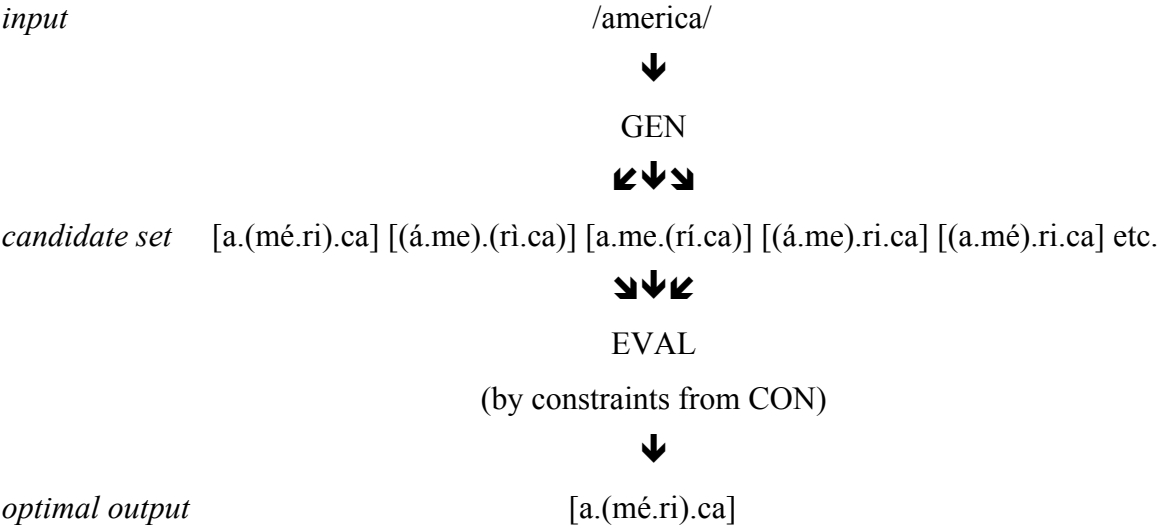 input /america/
🡻
GEN
🡿🡻🡾
candidate set [a.(mé.ri).ca] [(á.me).(rì.ca)] [a.me.(rí.ca)] [(á.me).ri.ca] [(a.mé).ri.ca] etc.
🡾🡻🡿
EVAL
(by constraints from CON)
🡻
optimal output [a.(mé.ri).ca]